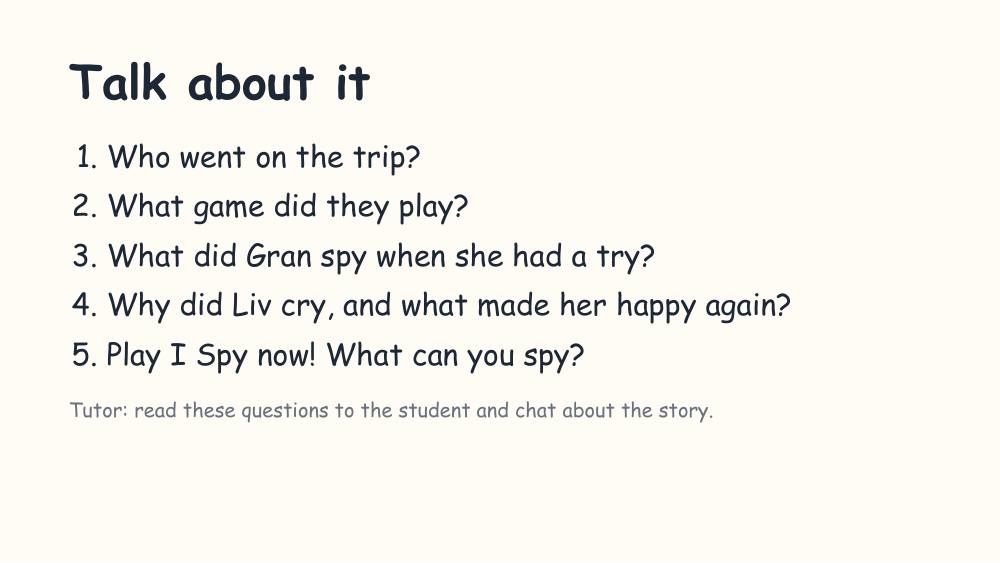 Talk about it
1. Who went on the trip?
2. What game did they play?
3. What did Gran spy when she had a try?
4. Why did Liv cry, and what made her happy again?
5. Play I Spy now! What can you spy?
Tutor: read these questions to the student and chat about the story.